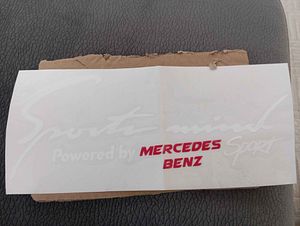 Sports mind
Powered by MERCEDES SPORT
BENZ